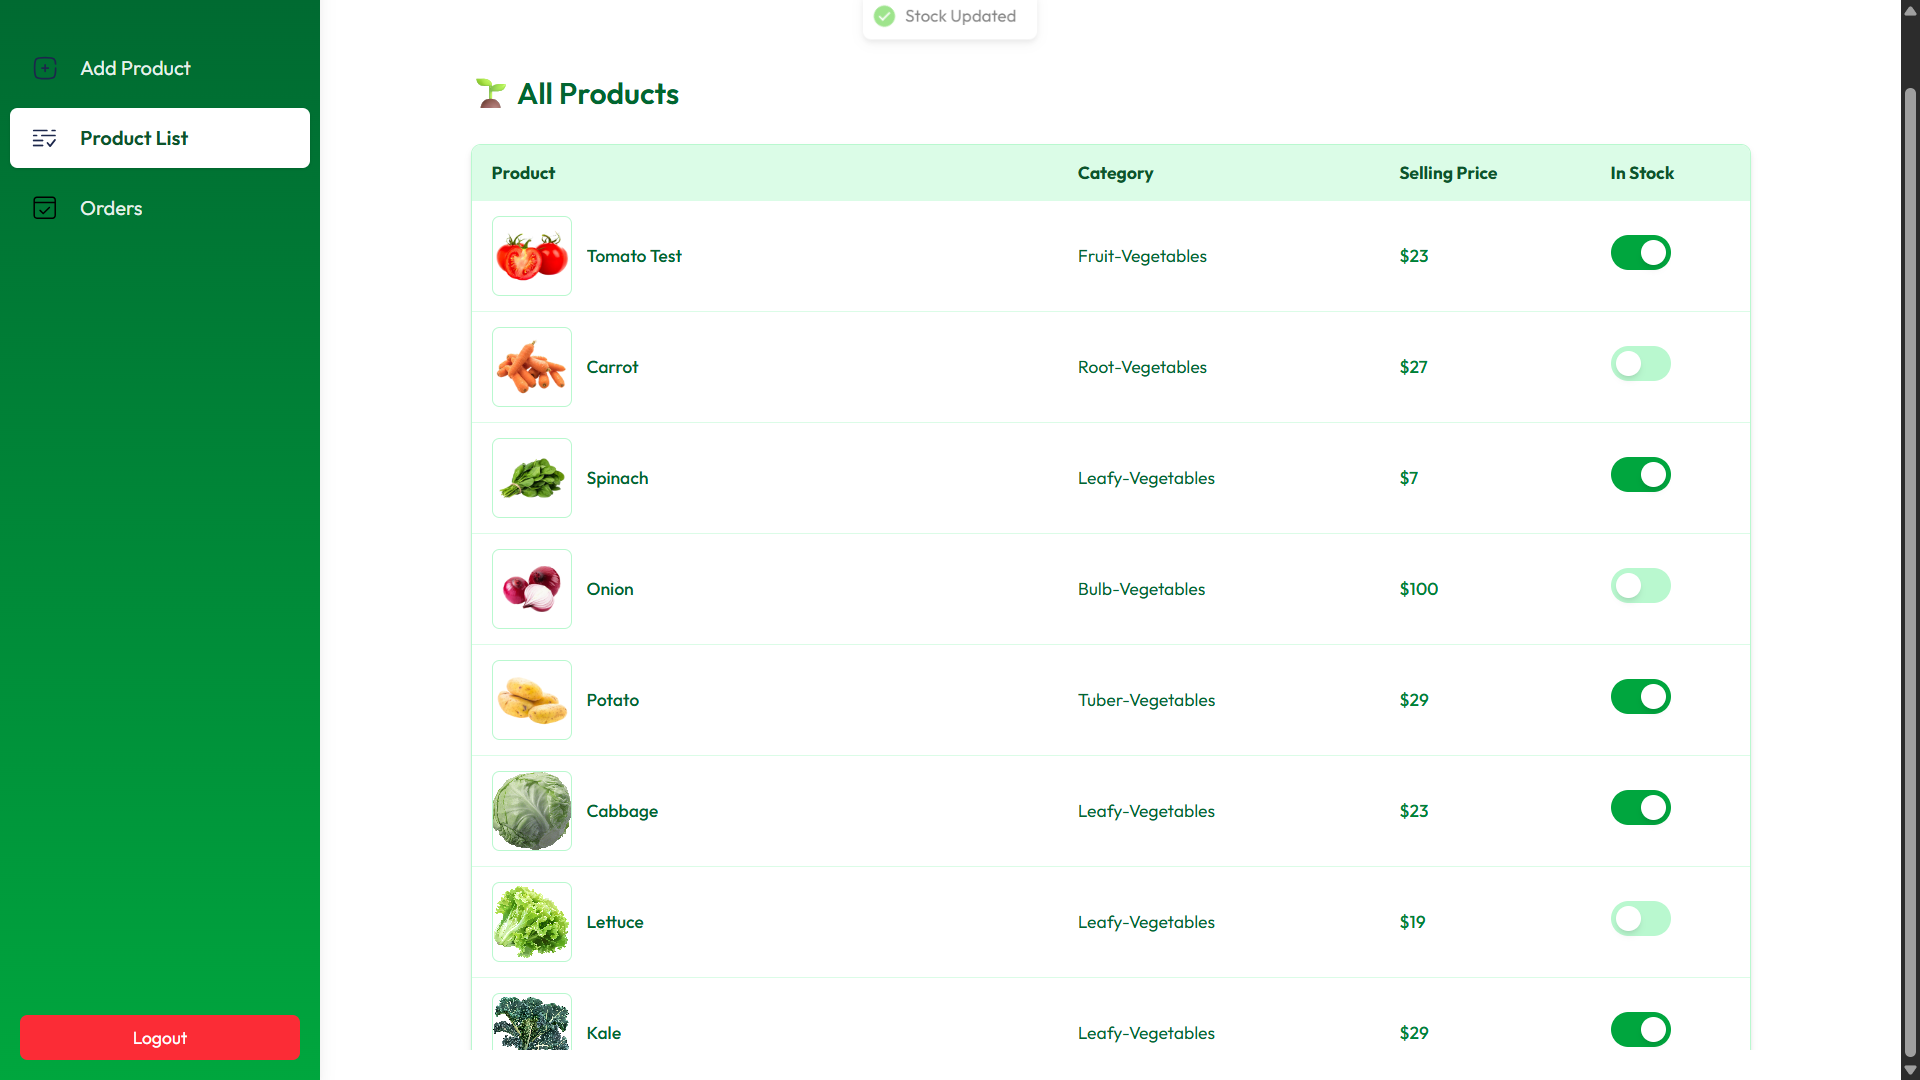 Stock Updated
Add Product
Product List
Orders
Logout
All Products
Product Category Selling Price In Stock
Tomato Test Fruit-Vegetables $23
Carrot Root-Vegetables $27
Spinach Leafy-Vegetables $7
Onion Bulb-Vegetables $100
Potato Tuber-Vegetables $29
Cabbage Leafy-Vegetables $23
Lettuce Leafy-Vegetables $19
Kale Leafy-Vegetables $29